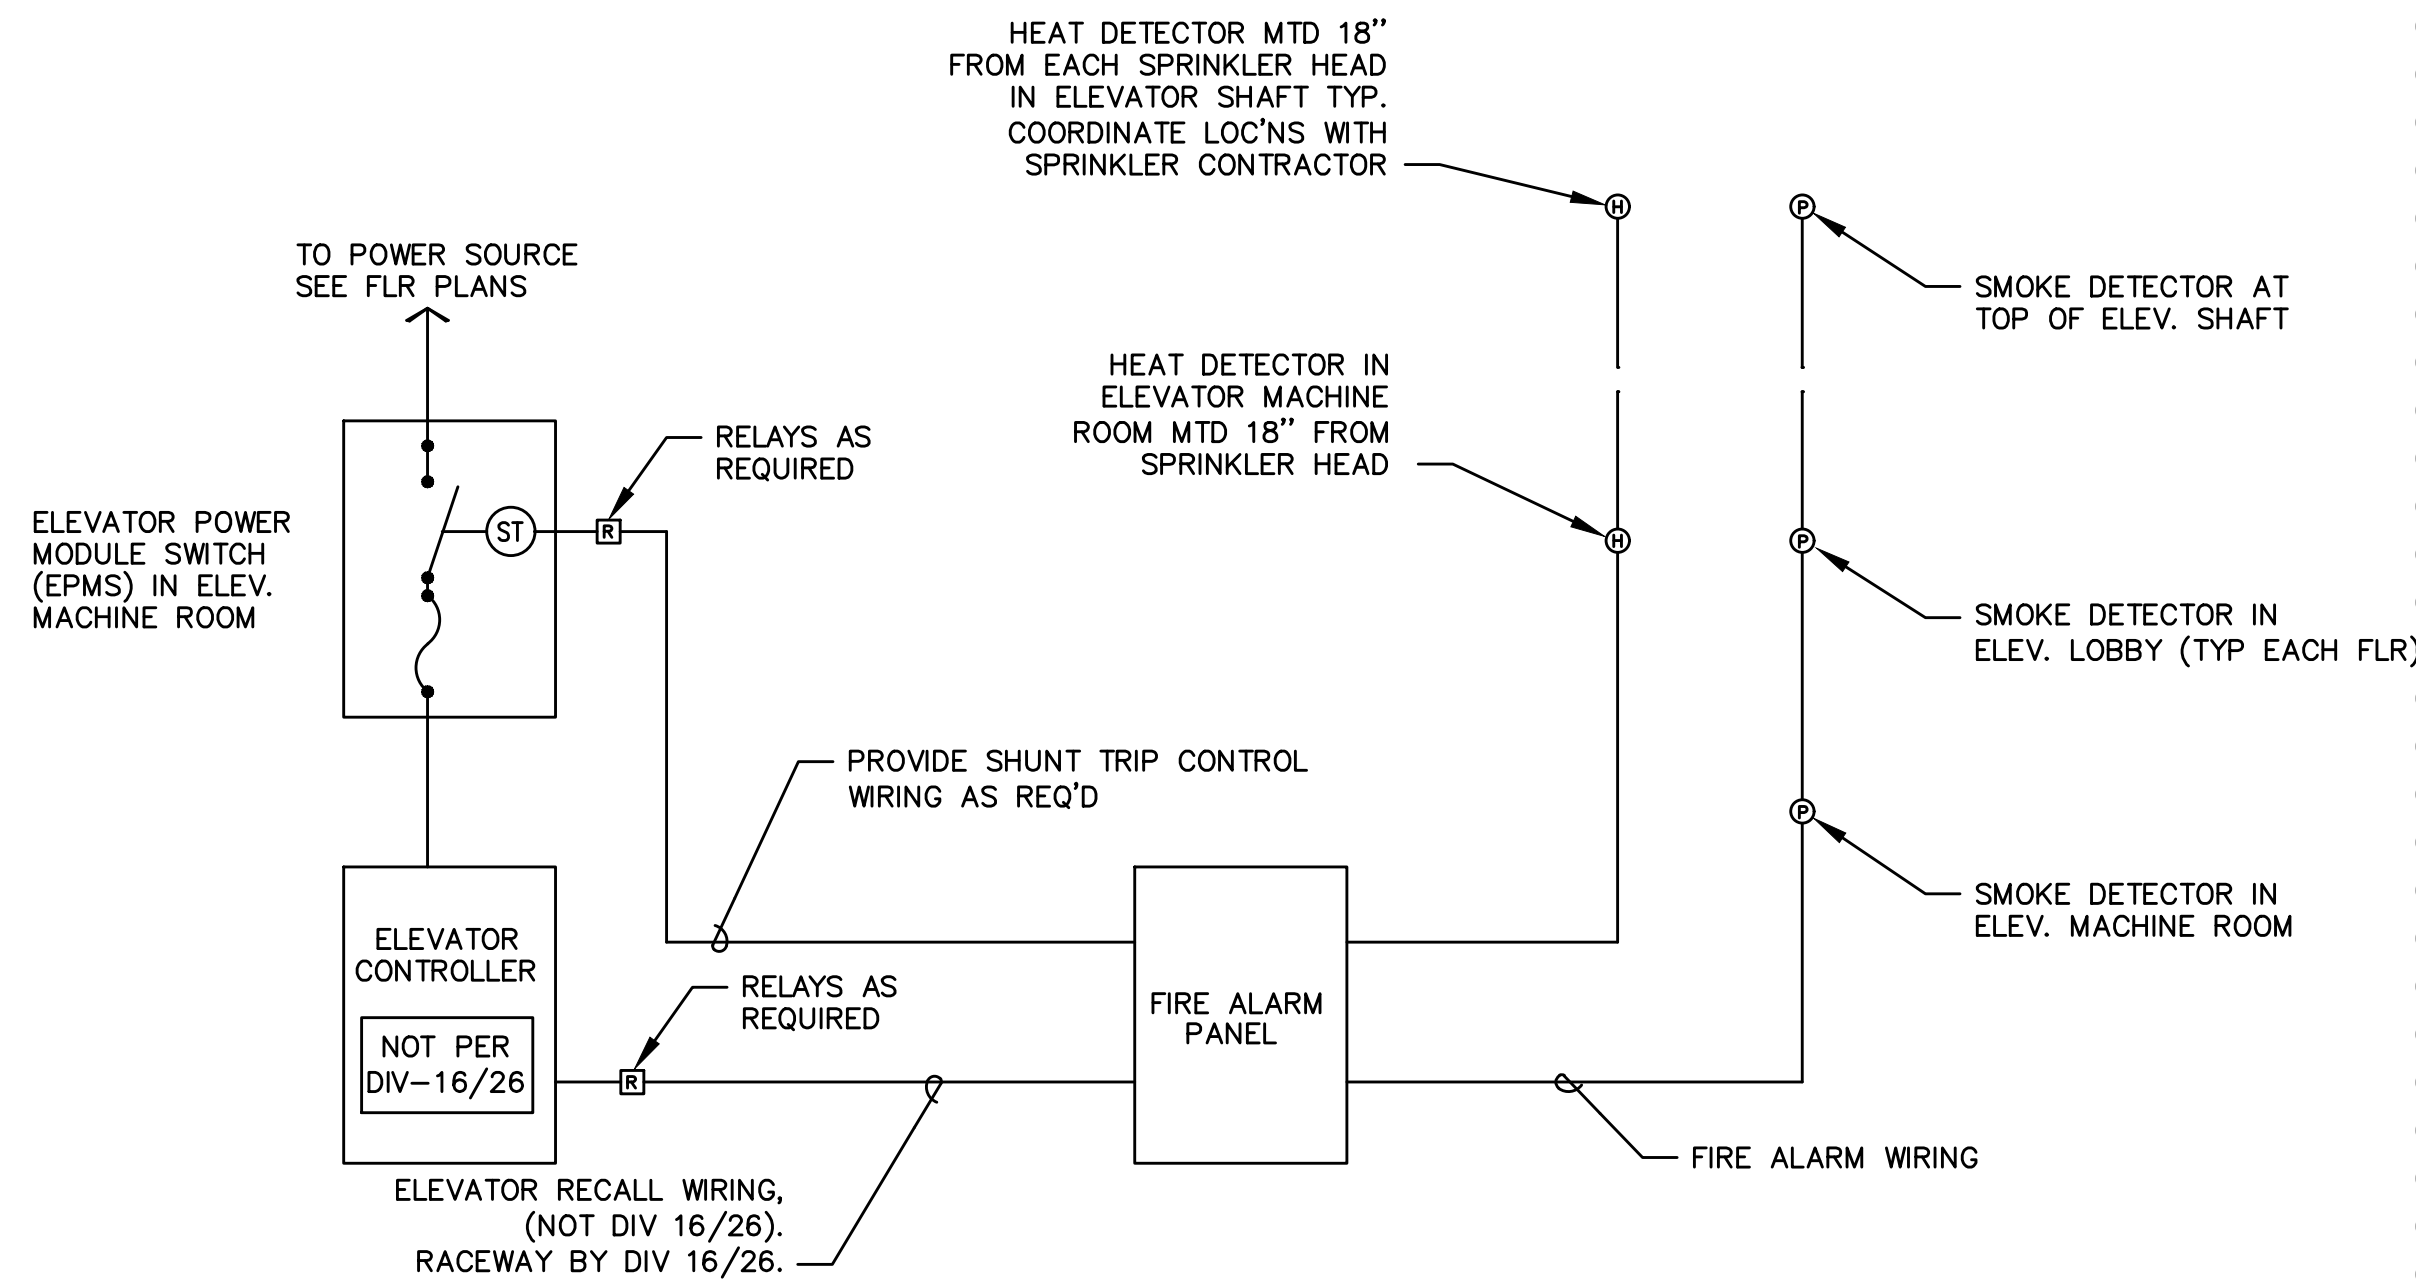 HEAT DETECTOR MTD 18”
FROM EACH SPRINKLER HEAD
IN ELEVATOR SHAFT TYP.
COORDINATE LOC'NS WITH
SPRINKLER CONTRACTOR
H
P
TO POWER SOURCE
SEE FLR PLANS
SMOKE DETECTOR AT
TOP OF ELEV. SHAFT
HEAT DETECTOR IN
ELEVATOR MACHINE
ROOM MTD 18” FROM
SPRINKLER HEAD
RELAYS AS
REQUIRED
ELEVATOR POWER
MODULE SWITCH
(EPMS) IN ELEV.
MACHINE ROOM
ST
R
H
P
SMOKE DETECTOR IN
ELEV. LOBBY (TYP EACH FLR)
PROVIDE SHUNT TRIP CONTROL
WIRING AS REQ'D
P
SMOKE DETECTOR IN
ELEV. MACHINE ROOM
ELEVATOR
CONTROLLER
NOT PER
DIV-16/26
RELAYS AS
REQUIRED
R
FIRE ALARM
PANEL
FIRE ALARM WIRING
ELEVATOR RECALL WIRING,
(NOT DIV 16/26).
RACEWAY BY DIV 16/26.